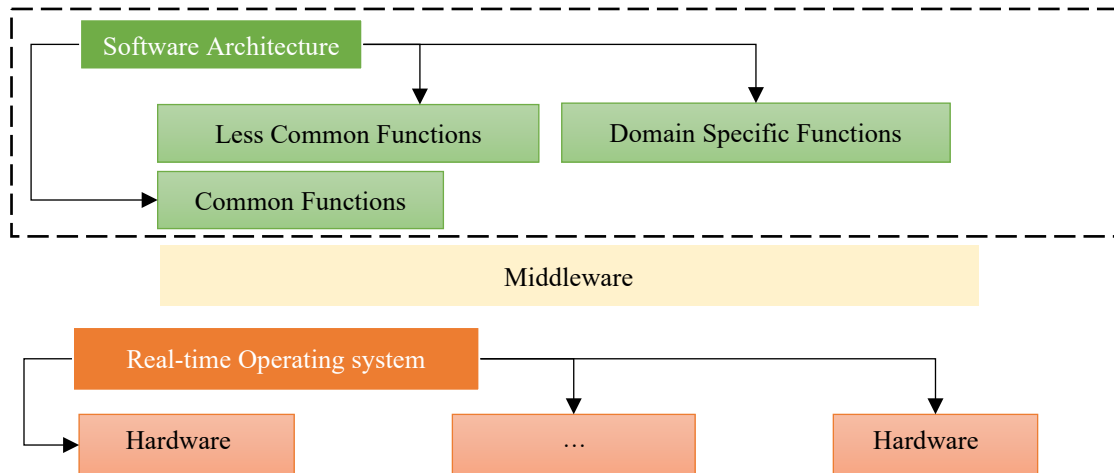 Software Architecture
Less Common Functions
Domain Specific Functions
Common Functions
Middleware
Real-time Operating system
Hardware
…
Hardware